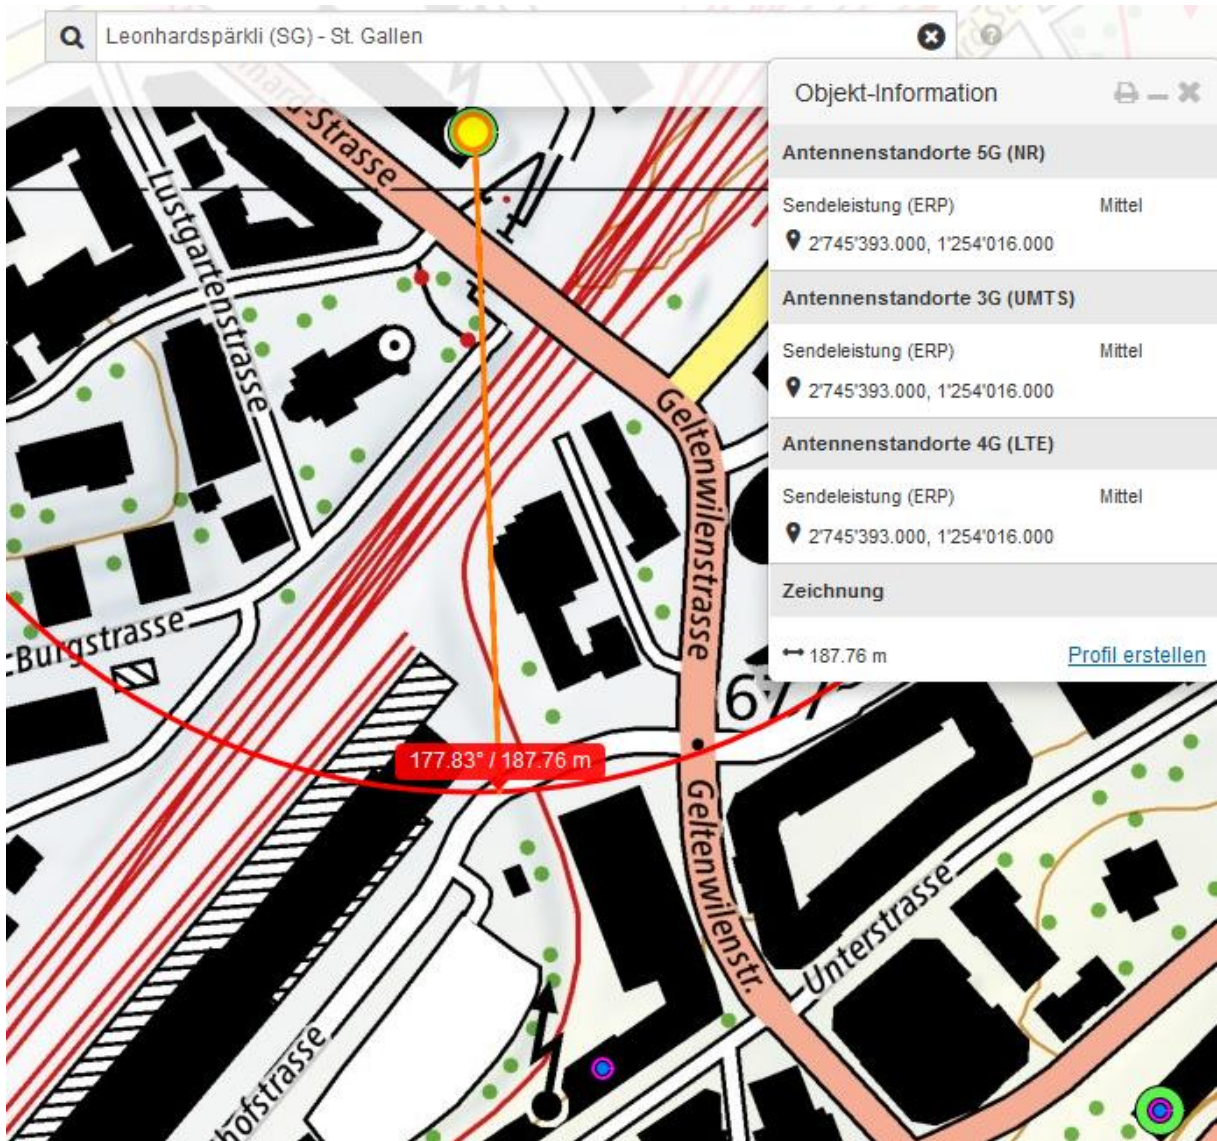 Leonhardspärkli (SG) - St. Gallen
Objekt-Information
Antennenstandorte 5G (NR)
Sendeleistung (ERP) Mittel
2'745'393.000, 1'254'016.000
Antennenstandorte 3G (UMTS)
Sendeleistung (ERP) Mittel
2'745'393.000, 1'254'016.000
Antennenstandorte 4G (LTE)
Sendeleistung (ERP) Mittel
2'745'393.000, 1'254'016.000
Zeichnung
187.76 m Profil erstellen
hard-Strasse
Lustgartenstrasse
Geltenwilenstrasse
Burgstrasse
677
177.83° / 187.76 m
Geltenwilenstr.
Unterstrasse
hofstrasse